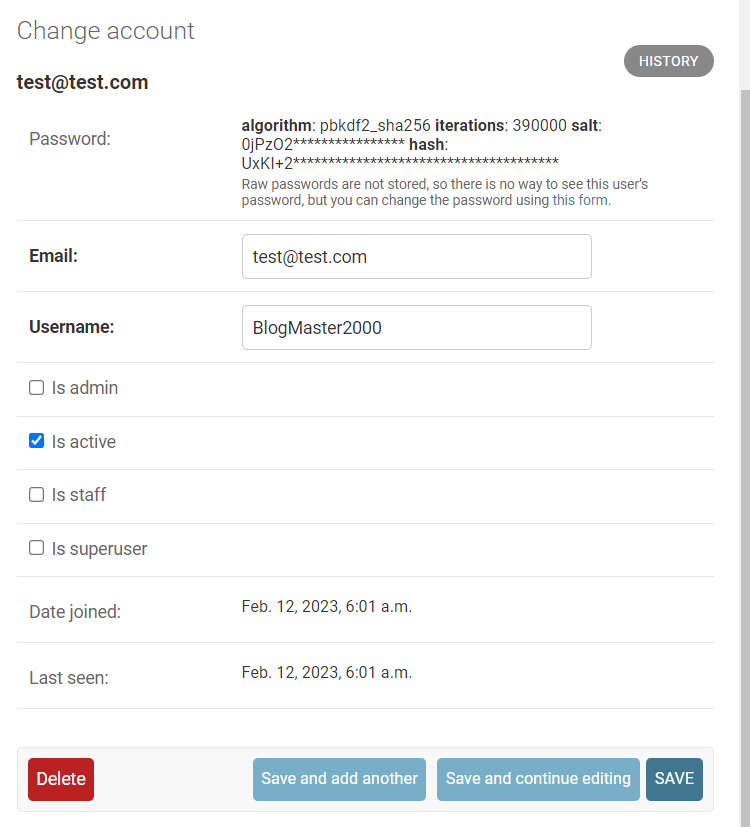 Change account
HISTORY
test@test.com
Password:
algorithm: pbkdf2_sha256 iterations: 390000 salt:
0jPzO2**************** hash:
UxKI+2**************************************
Raw passwords are not stored, so there is no way to see this user's
password, but you can change the password using this form.
Email:
test@test.com
Username:
BlogMaster2000
Is admin
Is active
Is staff
Is superuser
Date joined:
Feb. 12, 2023, 6:01 a.m.
Last seen:
Feb. 12, 2023, 6:01 a.m.
Delete
Save and add another
Save and continue editing
SAVE